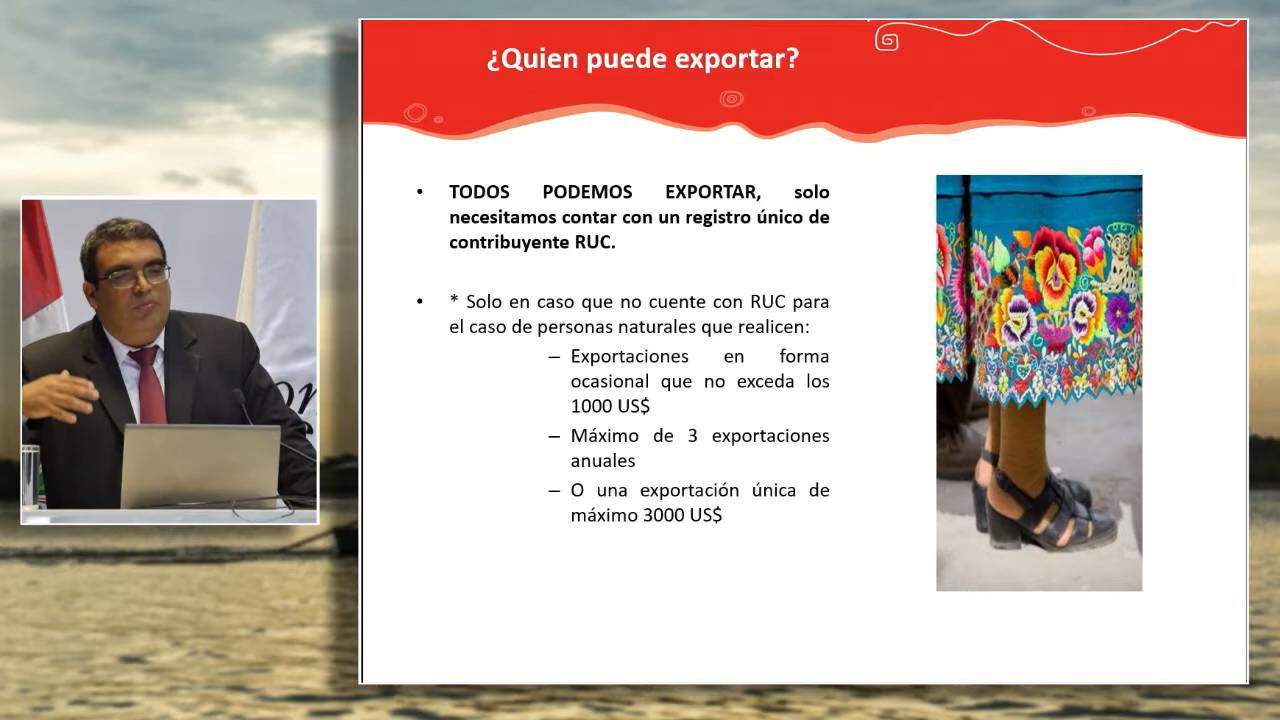 ¿Quien puede exportar?
• TODOS PODEMOS EXPORTAR, solo
necesitamos contar con un registro único de
contribuyente RUC.
• * Solo en caso que no cuente con RUC para
el caso de personas naturales que realicen:
– Exportaciones en forma
ocasional que no exceda los
1000 US$
– Máximo de 3 exportaciones
anuales
– O una exportación única de
máximo 3000 US$